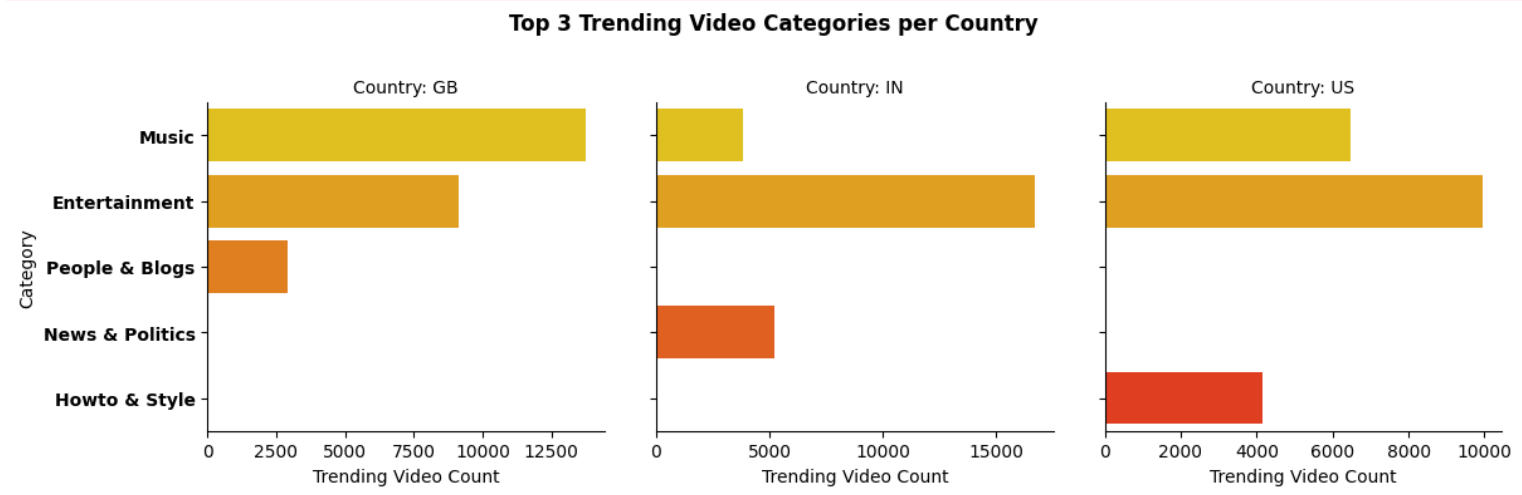 Top 3 Trending Video Categories per Country
Country: GB
Country: IN
Country: US
Category
Music
Entertainment
People & Blogs
News & Politics
Howto & Style
0 2500 5000 7500 10000 12500
0 5000 10000 15000
0 2000 4000 6000 8000 10000
Trending Video Count
Trending Video Count
Trending Video Count